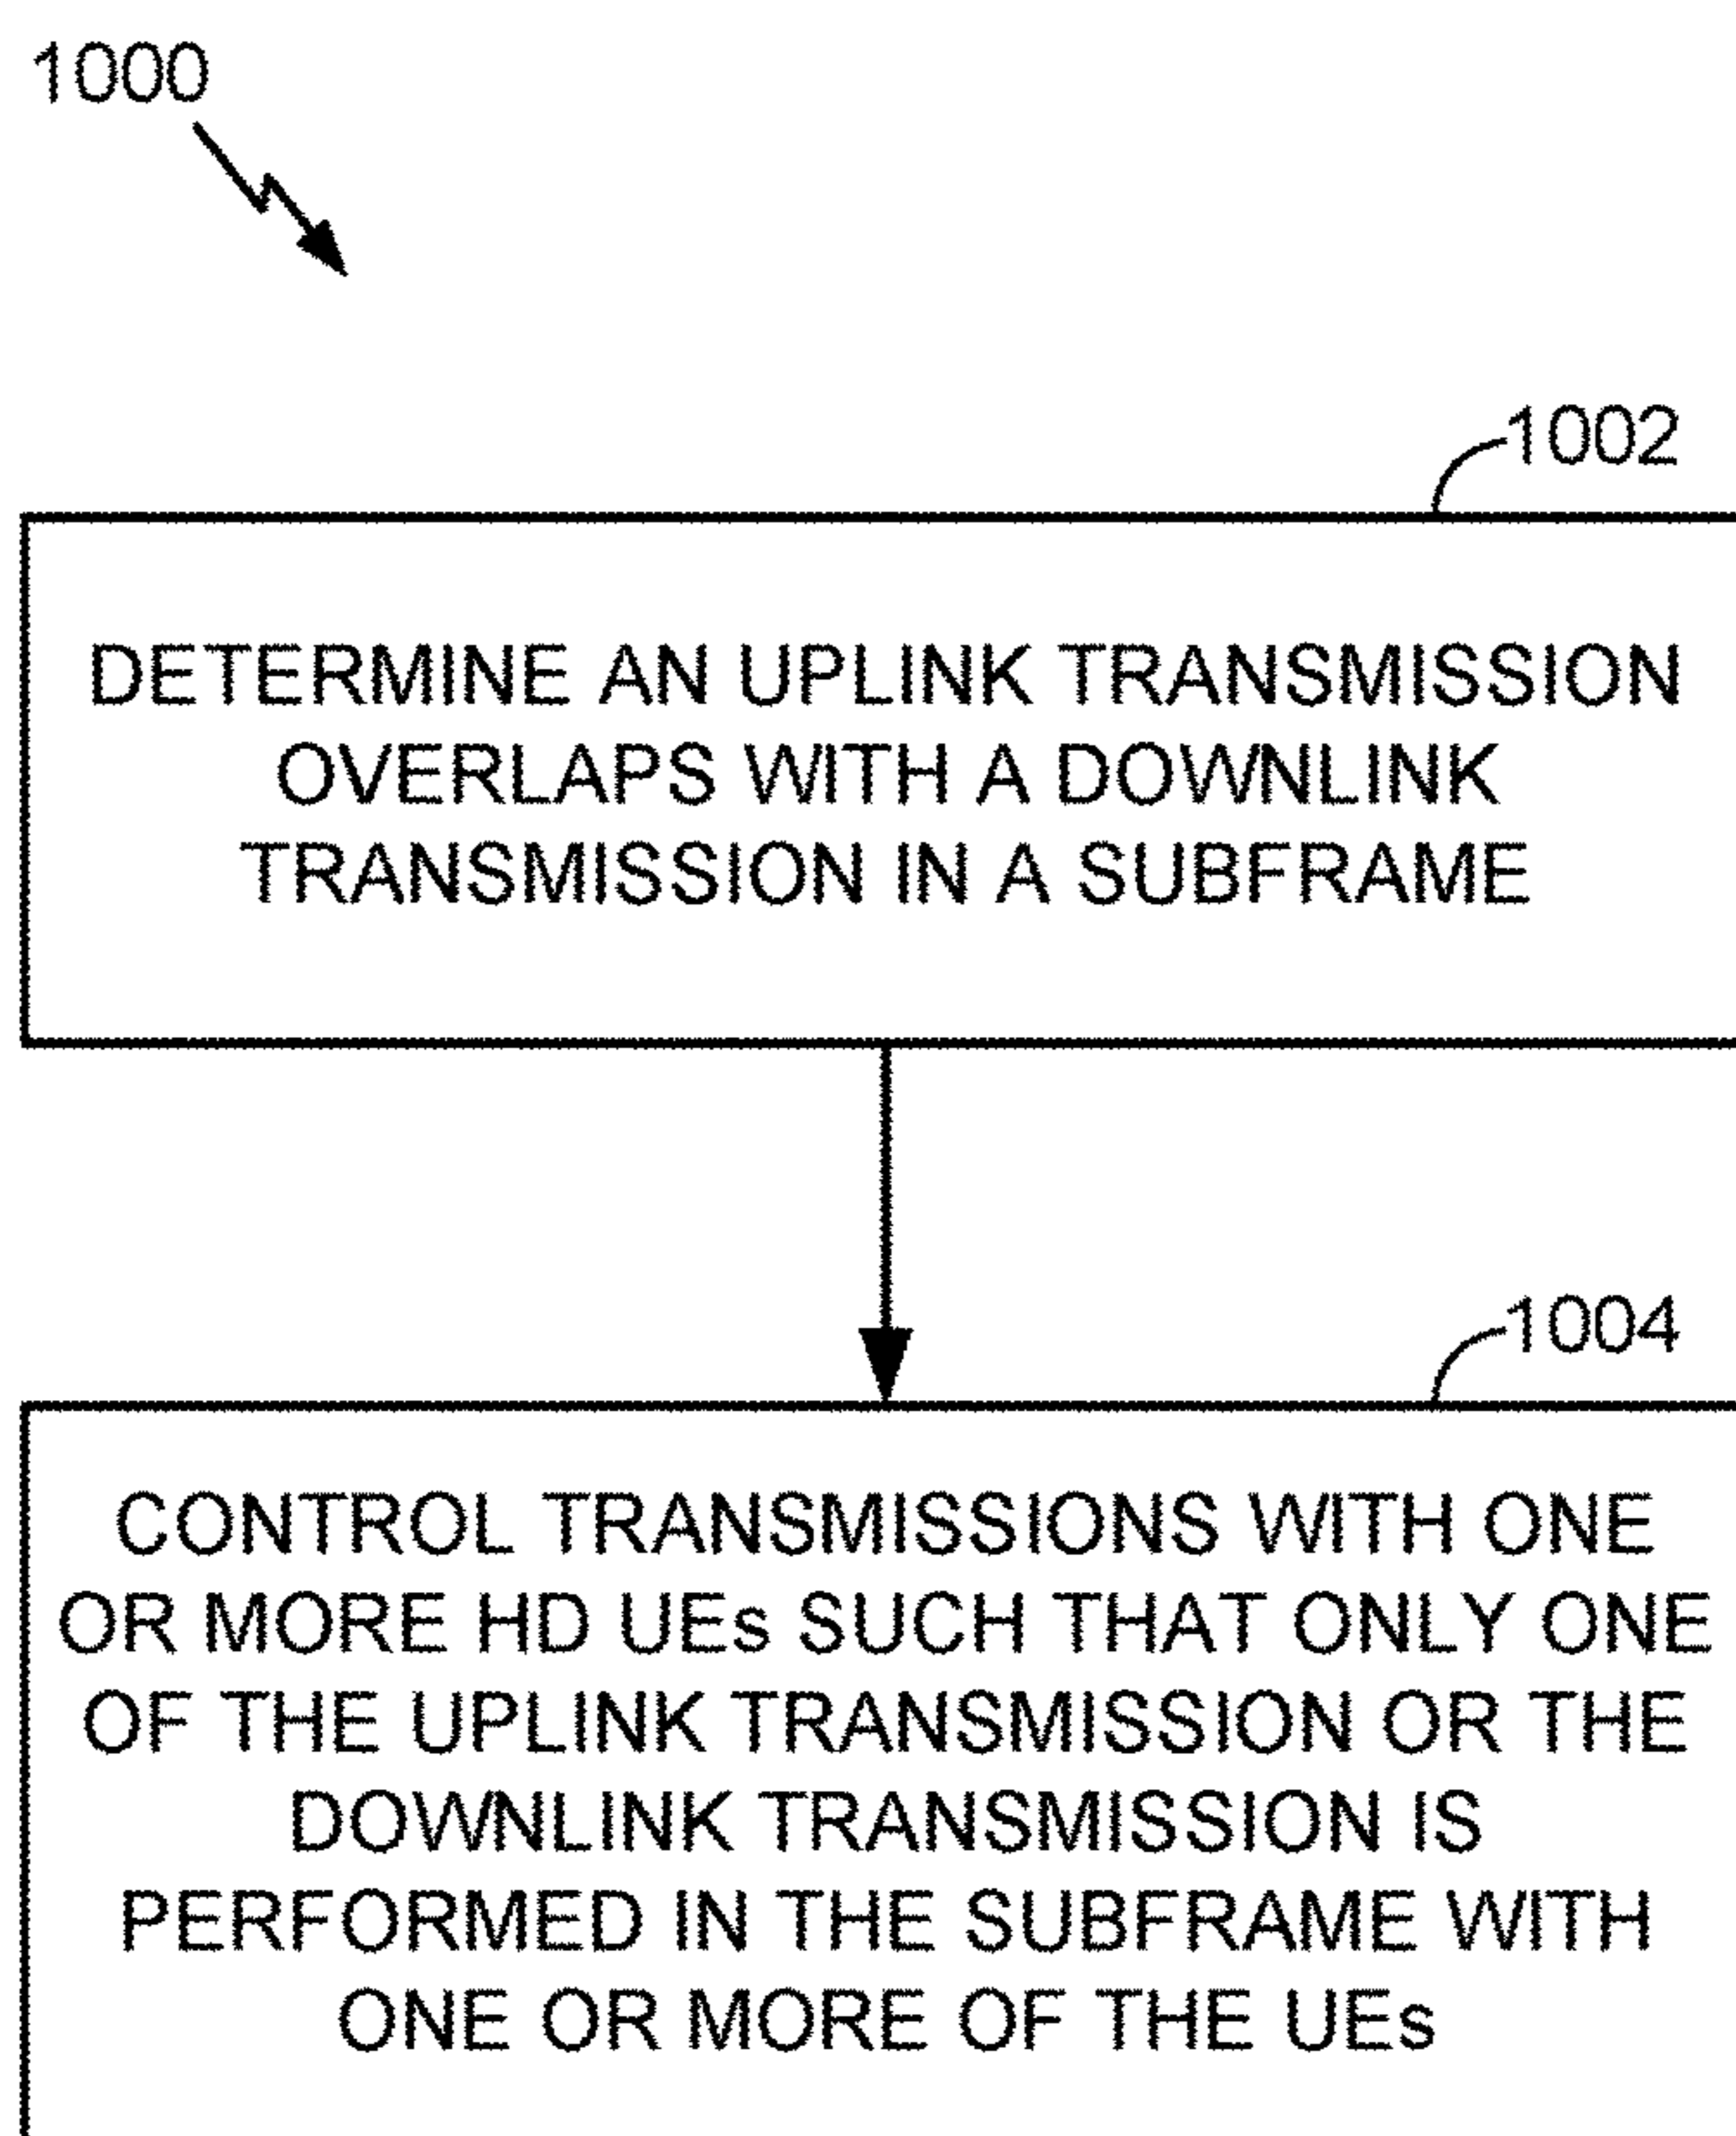 1000
1002
DETERMINE AN UPLINK TRANSMISSION
OVERLAPS WITH A DOWNLINK
TRANSMISSION IN A SUBFRAME
1004
CONTROL TRANSMISSIONS WITH ONE
OR MORE HD UEs SUCH THAT ONLY ONE
OF THE UPLINK TRANSMISSION OR THE
DOWNLINK TRANSMISSION IS
PERFORMED IN THE SUBFRAME WITH
ONE OR MORE OF THE UEs